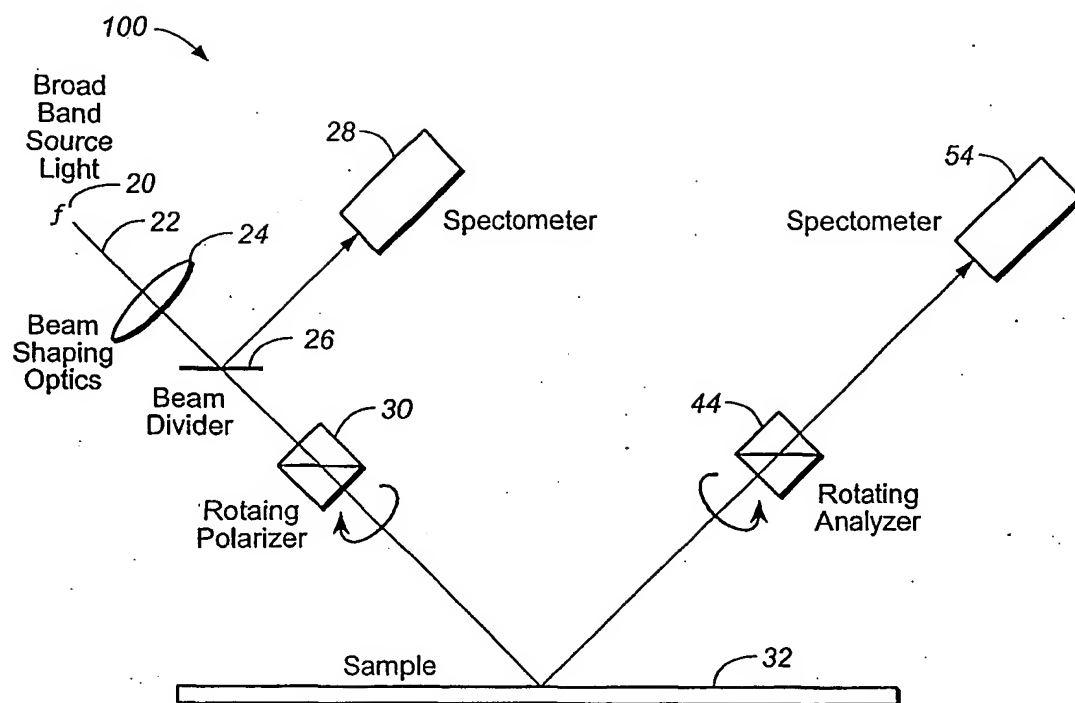 100
Broad
Band
Source
Light
20
f
22
24
28
Spectometer
54
Spectometer
Beam
Shaping
Optics
26
Beam
Divider
30
44
Rotaing
Polarizer
Rotating
Analyzer
Sample
32